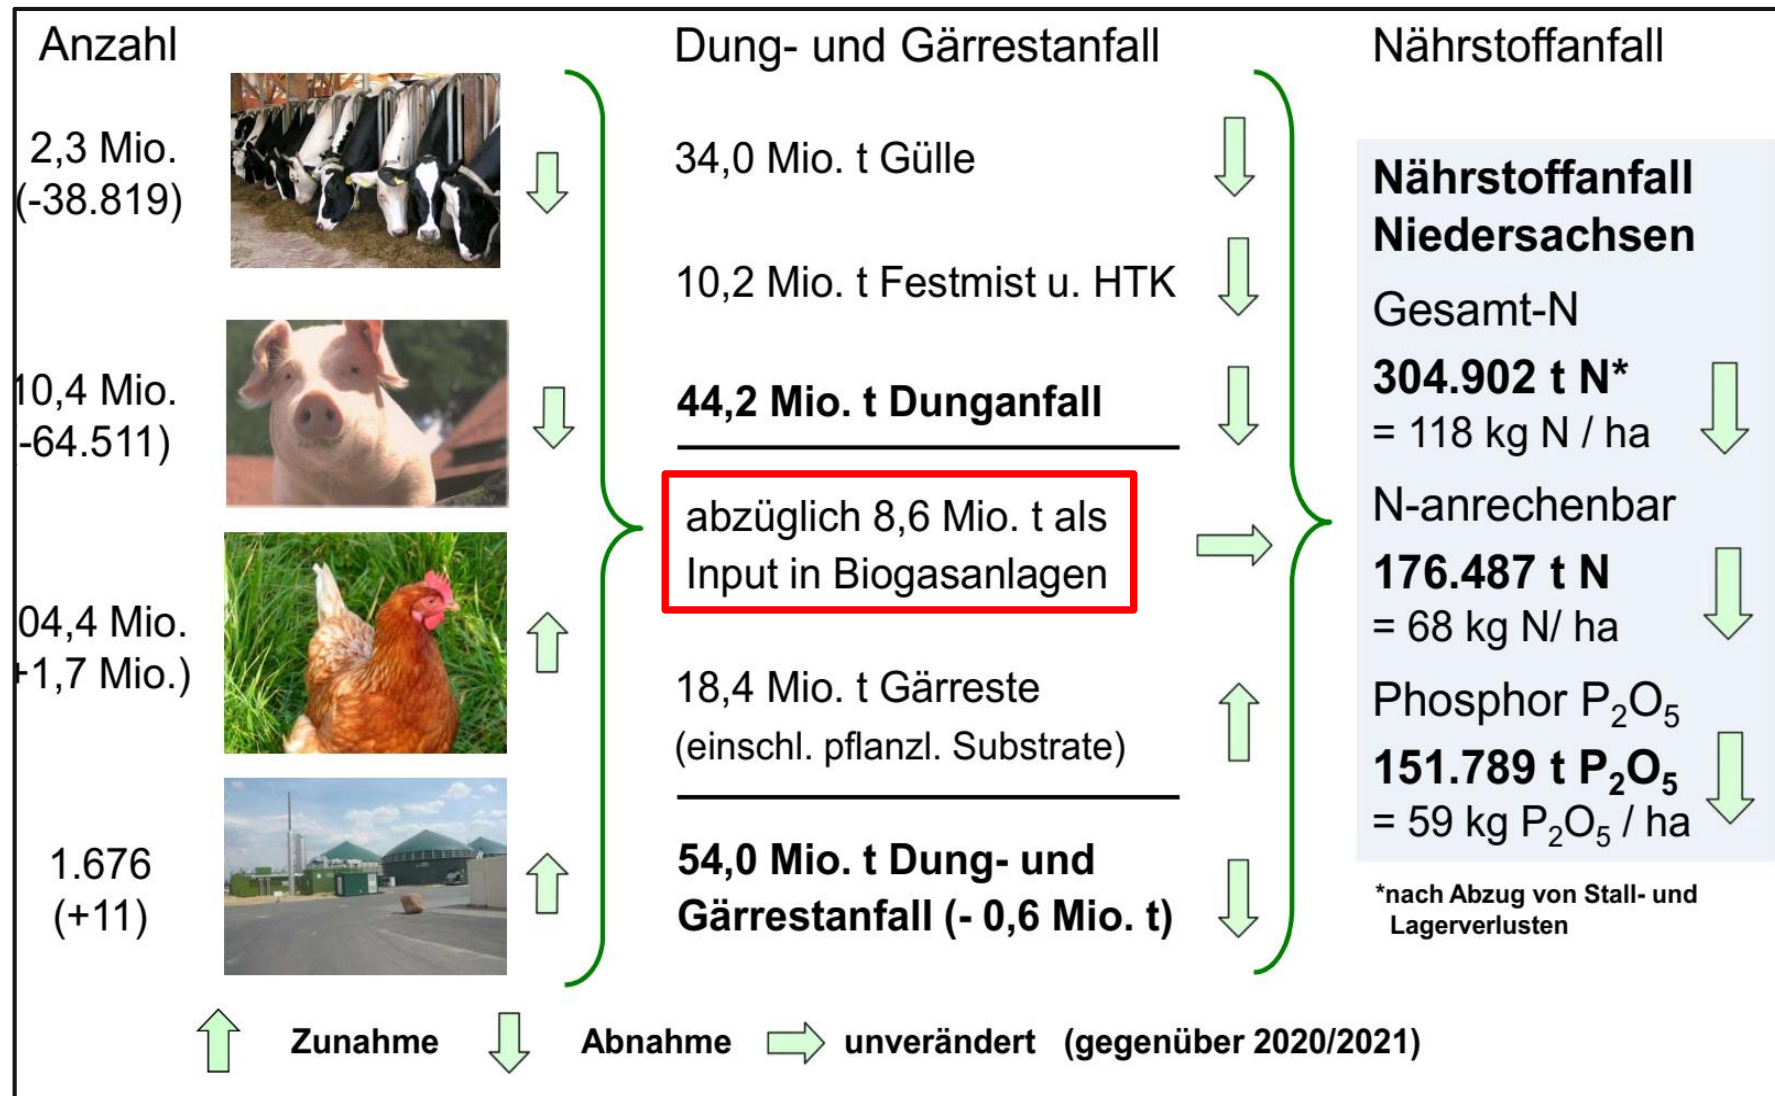 Anzahl
2,3 Mio.
(-38.819)
10,4 Mio.
-64.511)
04,4 Mio.
+1,7 Mio.)
1.676
(+11)
Dung- und Gärrestanfall
34,0 Mio. t Gülle
10,2 Mio. t Festmist u. HTK
44,2 Mio. t Dunganfall
abzüglich 8,6 Mio. t als
Input in Biogasanlagen
18,4 Mio. t Gärreste
(einschl. pflanzl. Substrate)
54,0 Mio. t Dung- und
Gärrestanfall (- 0,6 Mio. t)
Nährstoffanfall
Nährstoffanfall
Niedersachsen
Gesamt-N
304.902 t N*
= 118 kg N / ha
N-anrechenbar
176.487 t N
= 68 kg N/ ha
Phosphor P₂O₅
151.789 t P₂O₅
= 59 kg P₂O₅ / ha
*nach Abzug von Stall- und
Lagerverlusten
Zunahme Abnahme unverändert (gegenüber 2020/2021)